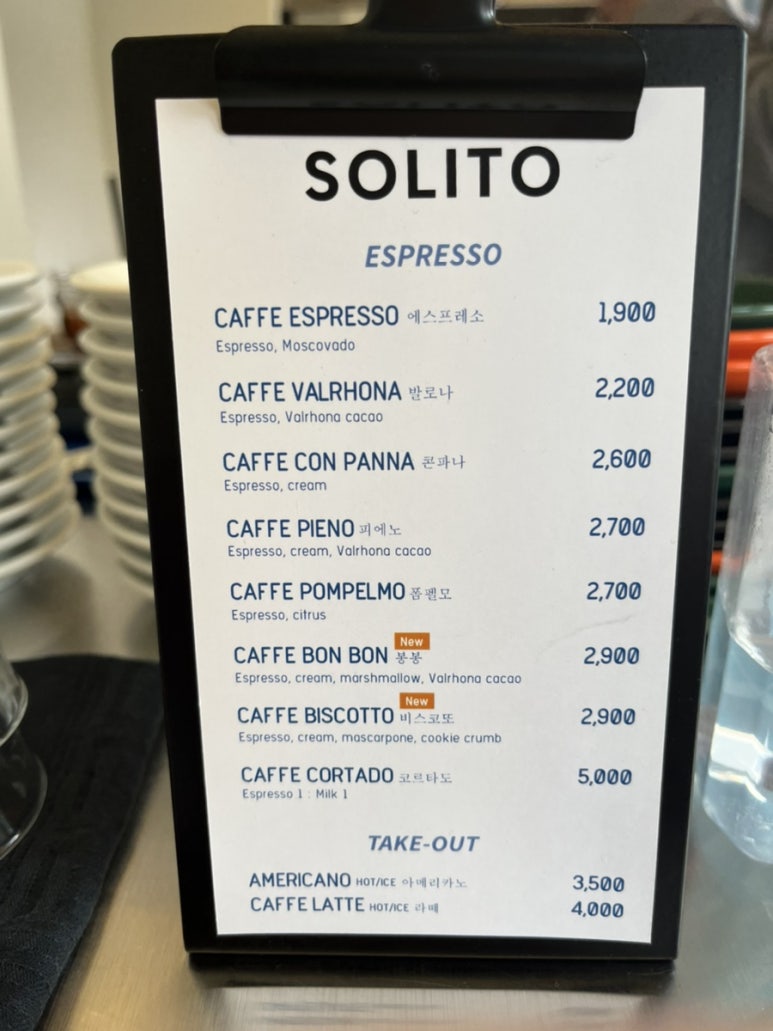 SOLITO
ESPRESSO
CAFFE ESPRESSO 에스프레소 1,900
Espresso, Moscovado
CAFFE VALRHONA 발로나 2,200
Espresso, Valrhona cacao
CAFFE CON PANNA 콘파나 2,600
Espresso, cream
CAFFE PIENO 피에노 2,700
Espresso, cream, Valrhona cacao
CAFFE POMPELMO 폼펠모 2,700
Espresso, citrus
New
CAFFE BON BON 봉봉 2,900
Espresso, cream, marshmallow, Valrhona cacao
New
CAFFE BISCOTTO 비스코또 2,900
Espresso, cream, mascarpone, cookie crumb
CAFFE CORTADO 코르타도 5,000
Espresso 1 : Milk 1
TAKE-OUT
AMERICANO HOT/ICE 아메리카노 3,500
CAFFE LATTE HOT/ICE 라떼 4,000